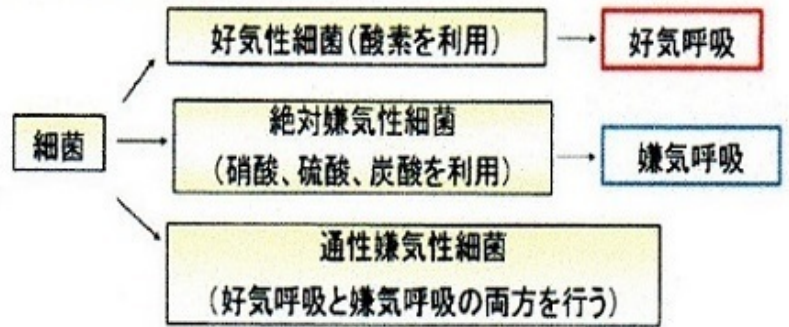 好気性細菌(酸素を利用)
好気呼吸
細菌
絶対嫌気性細菌
(硝酸、硫酸、炭酸を利用)
嫌気呼吸
通性嫌気性細菌
(好気呼吸と嫌気呼吸の両方を行う)